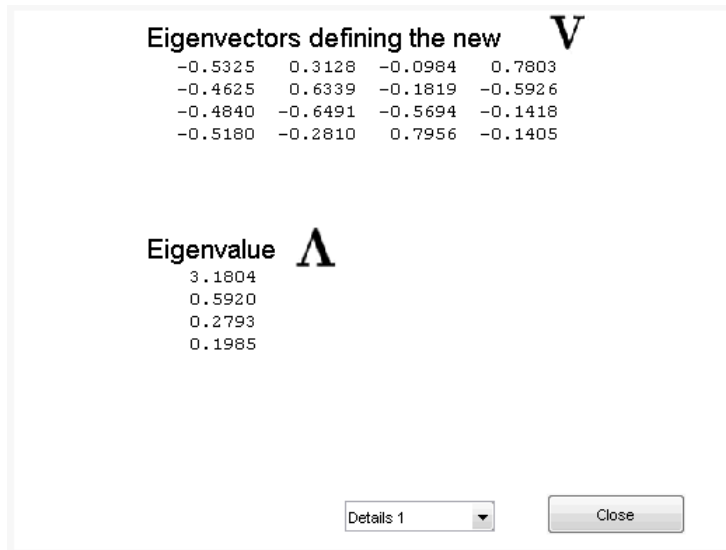 Eigenvectors defining the new V
-0.5325 0.3128 -0.0984 0.7803
-0.4625 0.6339 -0.1819 -0.5926
-0.4840 -0.6491 -0.5694 -0.1418
-0.5180 -0.2810 0.7956 -0.1405
Eigenvalue Λ
3.1804
0.5920
0.2793
0.1985
Details 1
Close